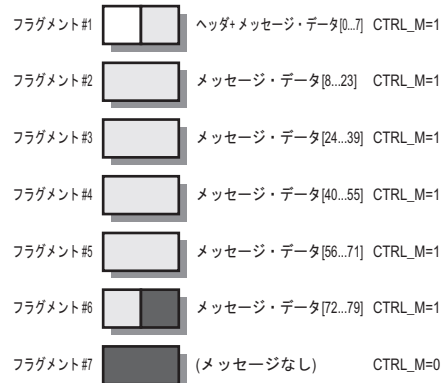 フラグメント#1 ヘッダ+メッセージ・データ[0...7] CTRL_M=1
フラグメント#2 メッセージ・データ[8...23] CTRL_M=1
フラグメント#3 メッセージ・データ[24...39] CTRL_M=1
フラグメント#4 メッセージ・データ[40...55] CTRL_M=1
フラグメント#5 メッセージ・データ[56...71] CTRL_M=1
フラグメント#6 メッセージ・データ[72...79] CTRL_M=1
フラグメント#7 (メッセージなし) CTRL_M=0